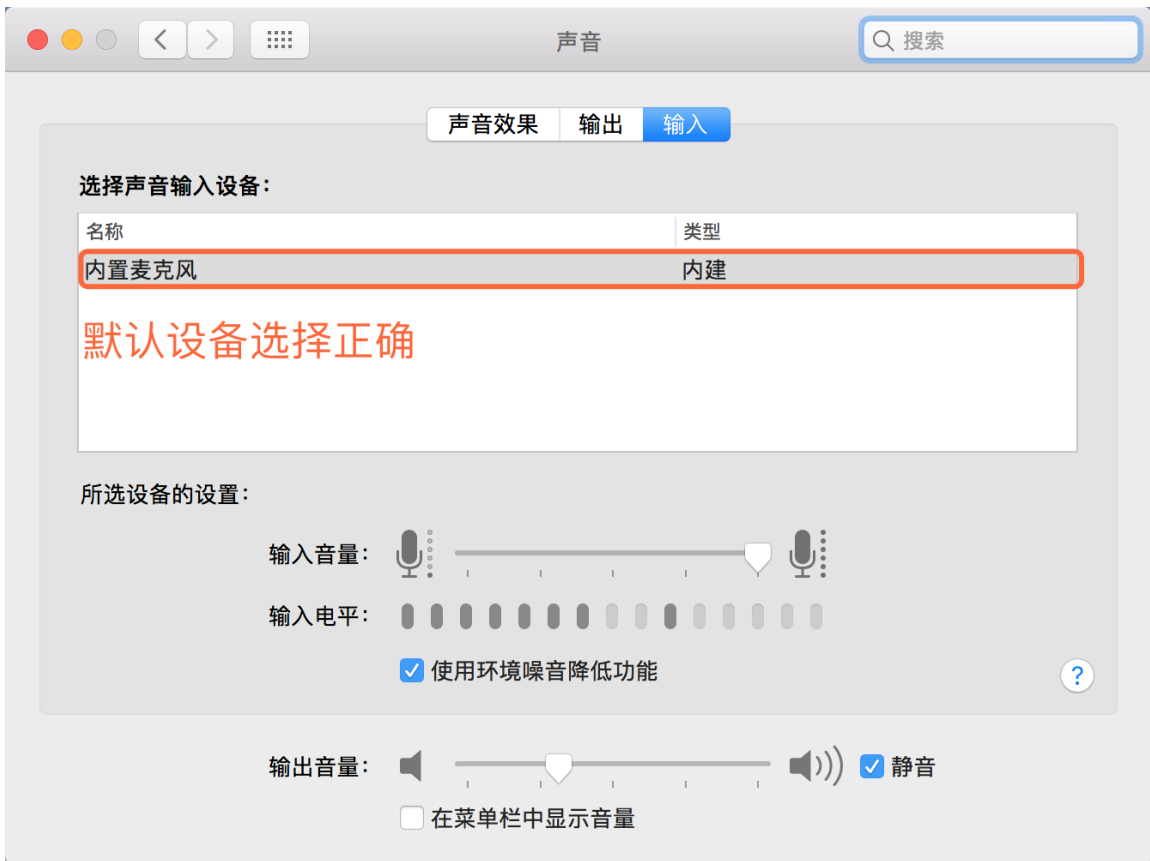 声音
搜索
声音效果 输出 输入
选择声音输入设备：
名称 类型
内置麦克风 内建
默认设备选择正确
所选设备的设置：
输入音量：
输入电平：
使用环境噪音降低功能
?
输出音量： 静音
在菜单栏中显示音量